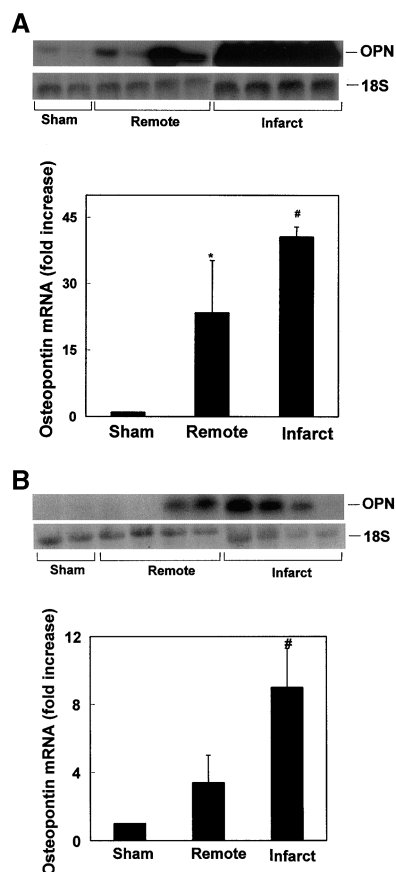 A
OPN
18S
Sham Remote Infarct
Osteopontin mRNA (fold increase)
45
30
15
0
*
#
Sham Remote Infarct
B
OPN
18S
Sham Remote Infarct
Osteopontin mRNA (fold increase)
12
8
4
0
#
Sham Remote Infarct